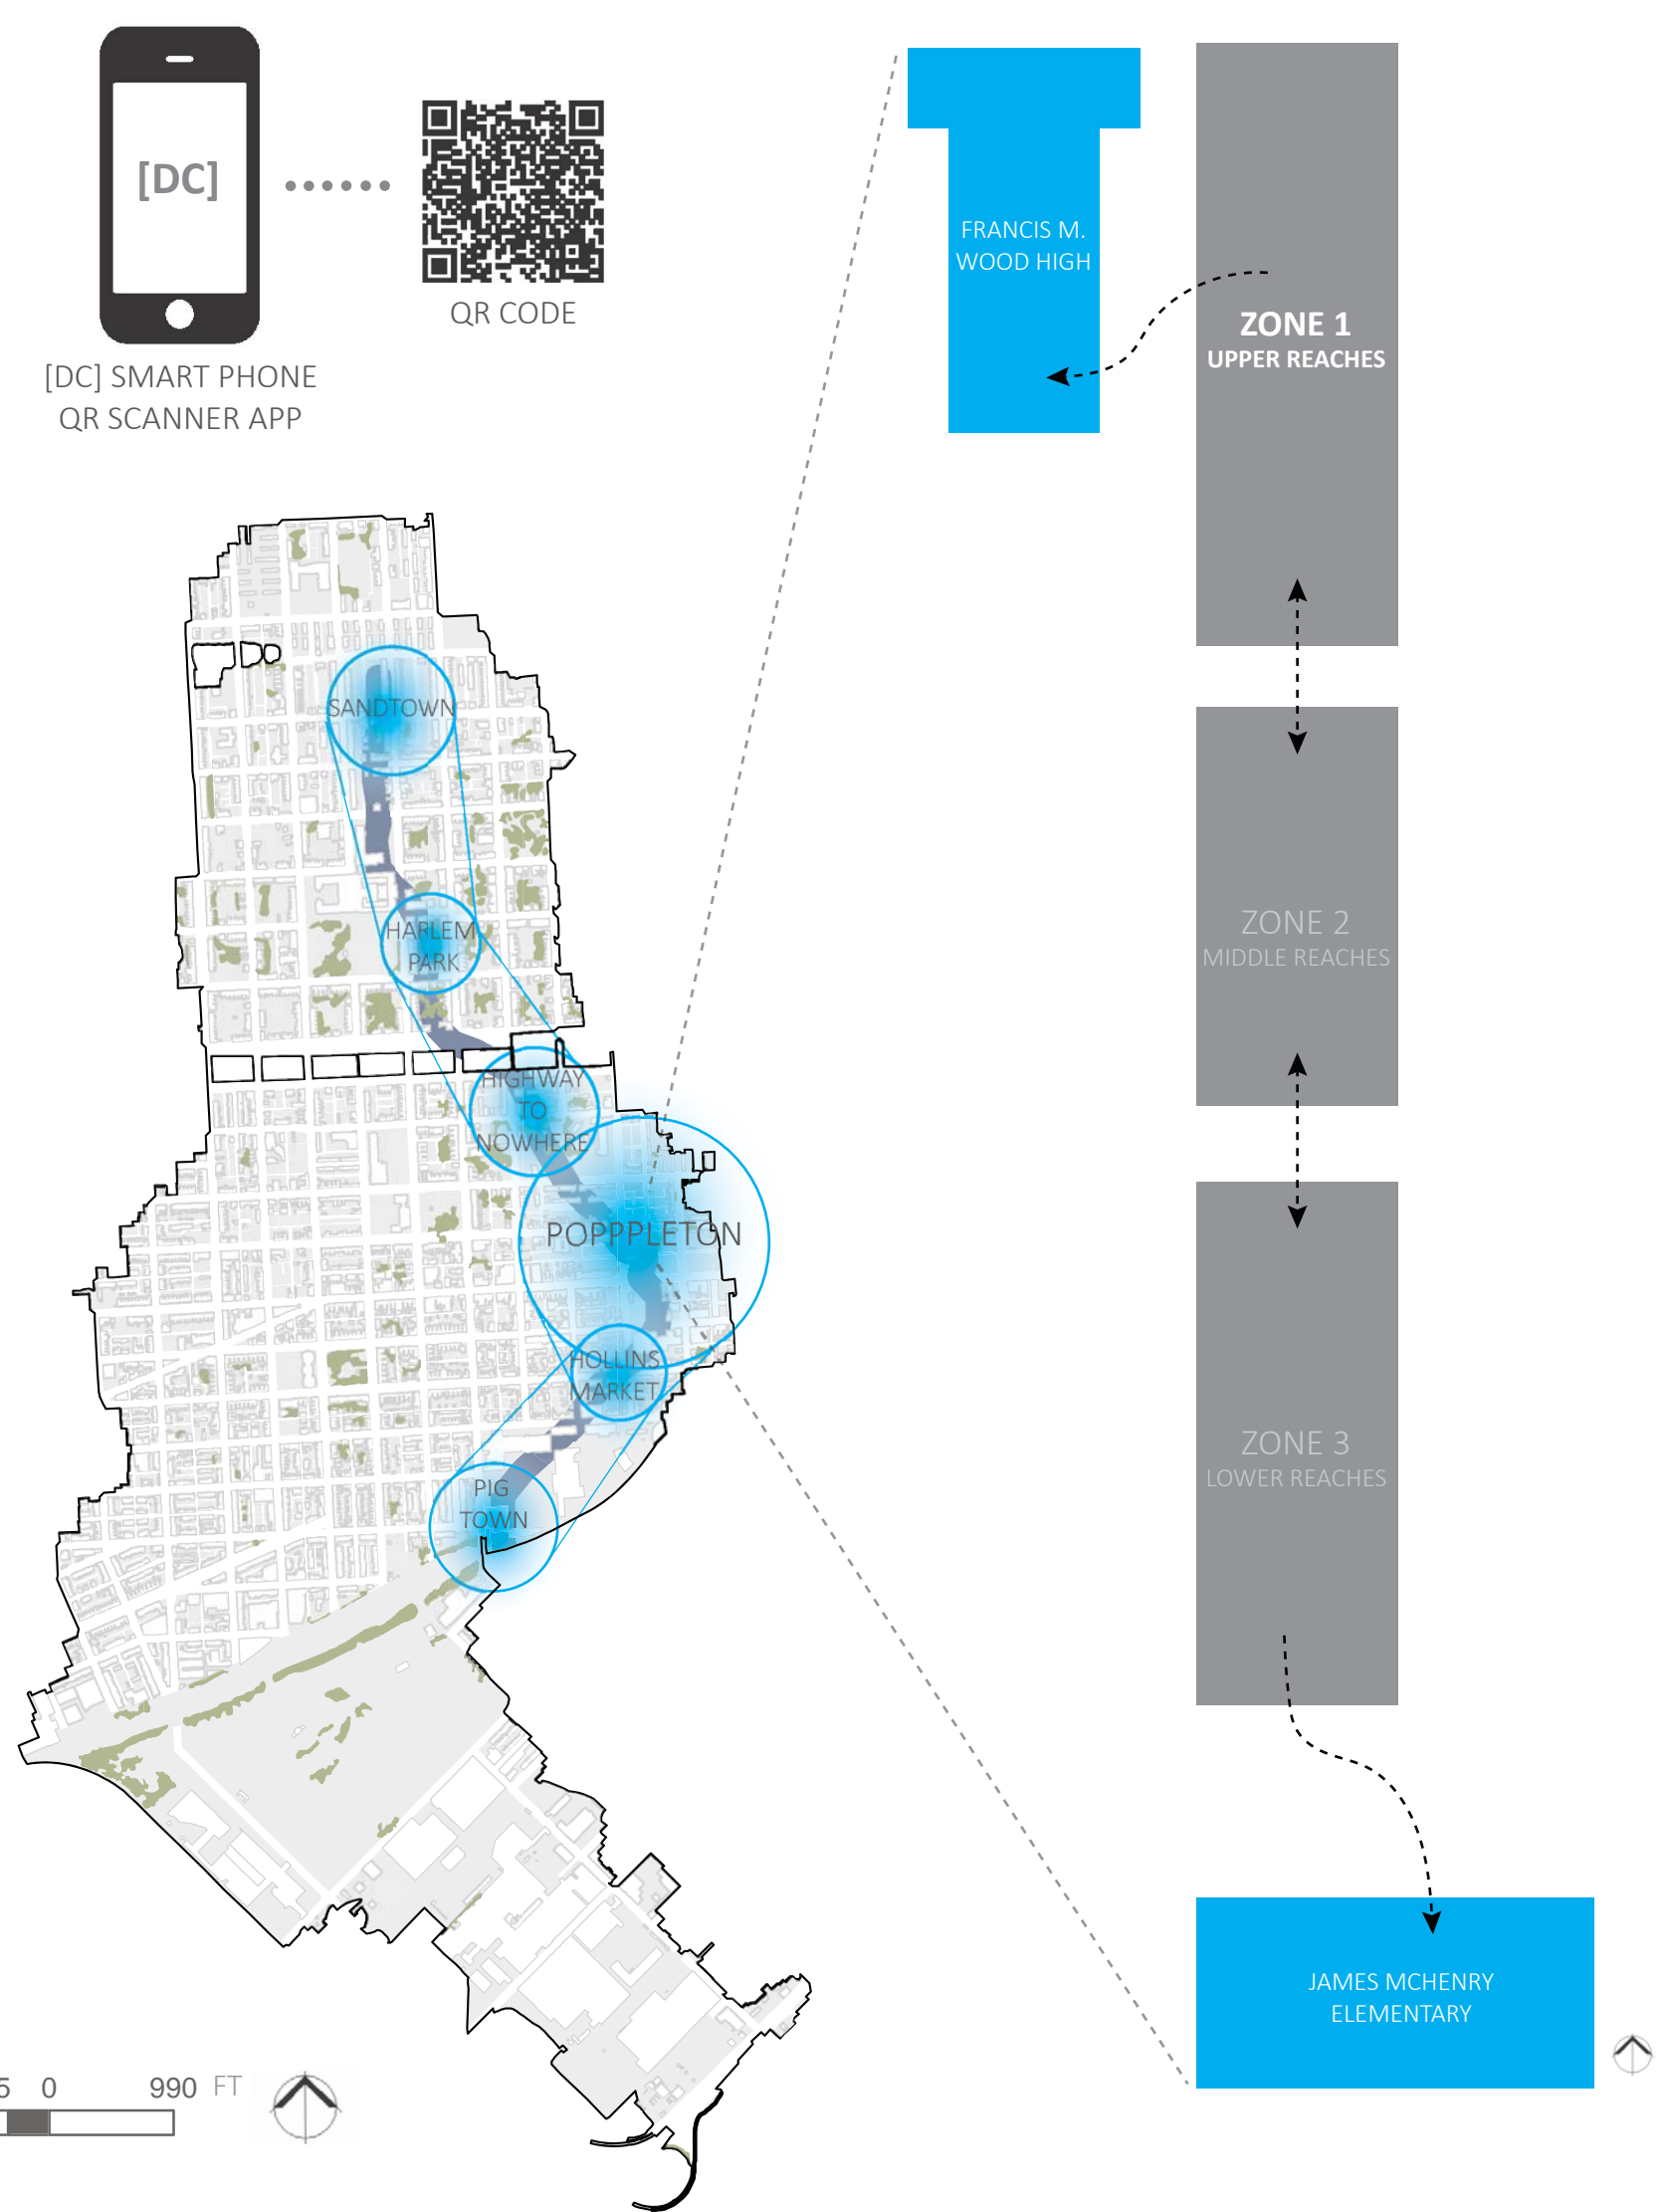 [DC]
QR CODE
[DC] SMART PHONE
QR SCANNER APP
FRANCIS M.
WOOD HIGH
ZONE 1
UPPER REACHES
SANDTOWN
HARLEM
PARK
HIGHWAY
TO
NOWHERE
POPPPLETON
HOLLINS
MARKET
PIG
TOWN
ZONE 2
MIDDLE REACHES
ZONE 3
LOWER REACHES
JAMES MCHENRY
ELEMENTARY
5 0 990 FT